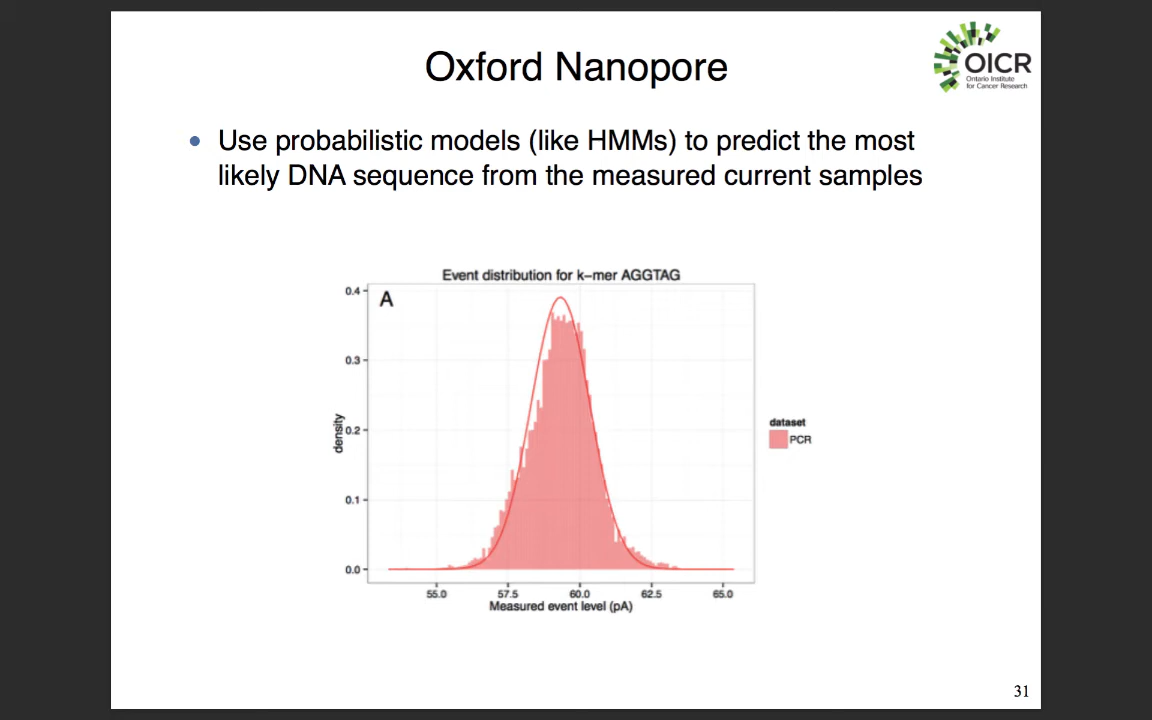 Oxford Nanopore
OICR
Ontario Institute
for Cancer Research
• Use probabilistic models (like HMMs) to predict the most
likely DNA sequence from the measured current samples
Event distribution for k−mer AGGTAG
A
0.4
0.3
0.2
0.1
0.0
density
55.0 57.5 60.0 62.5 65.0
Measured event level (pA)
dataset
PCR
31